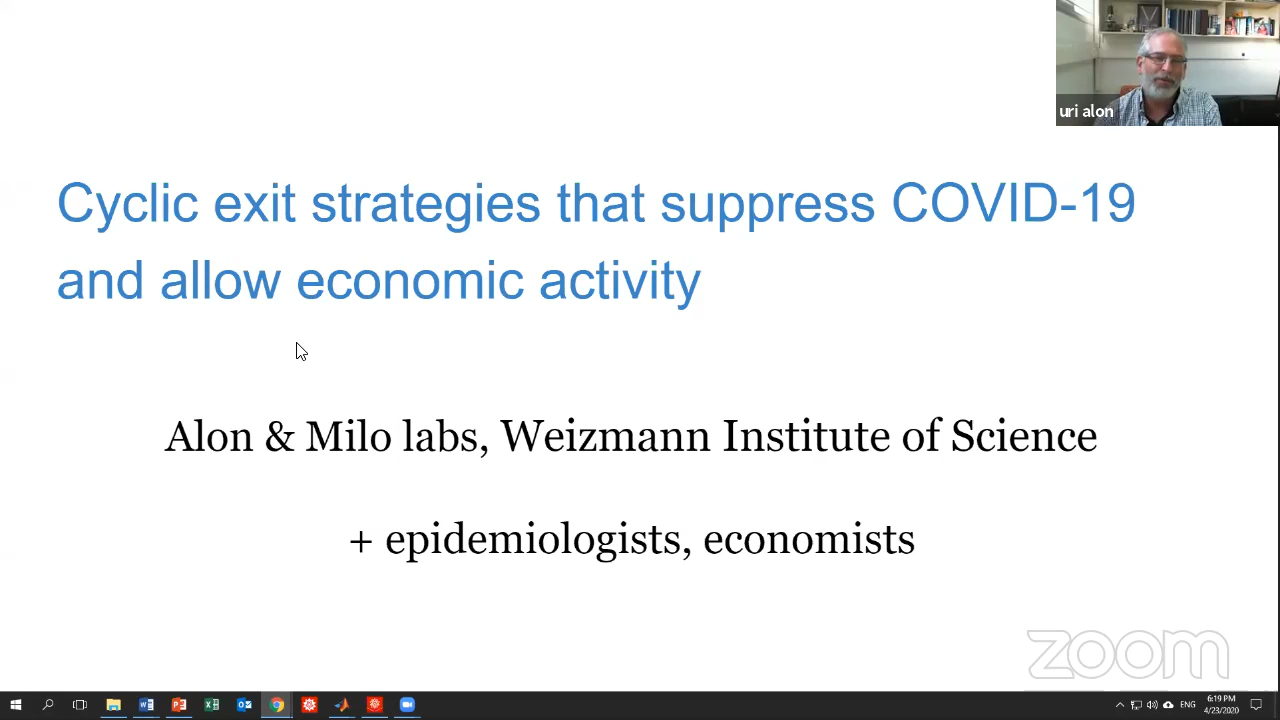 uri alon
Cyclic exit strategies that suppress COVID-19
and allow economic activity
Alon & Milo labs, Weizmann Institute of Science
+ epidemiologists, economists
zoom
ENG
6:19 PM
4/23/2020